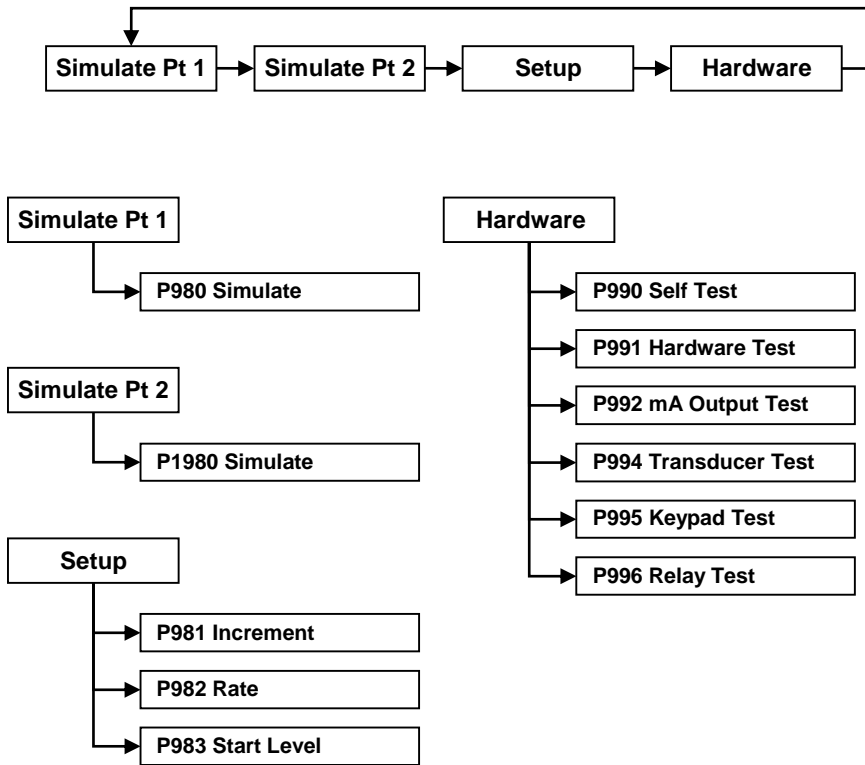 Simulate Pt 1
Simulate Pt 2
Setup
Hardware
Simulate Pt 1
P980 Simulate
Simulate Pt 2
P1980 Simulate
Setup
P981 Increment
P982 Rate
P983 Start Level
Hardware
P990 Self Test
P991 Hardware Test
P992 mA Output Test
P994 Transducer Test
P995 Keypad Test
P996 Relay Test